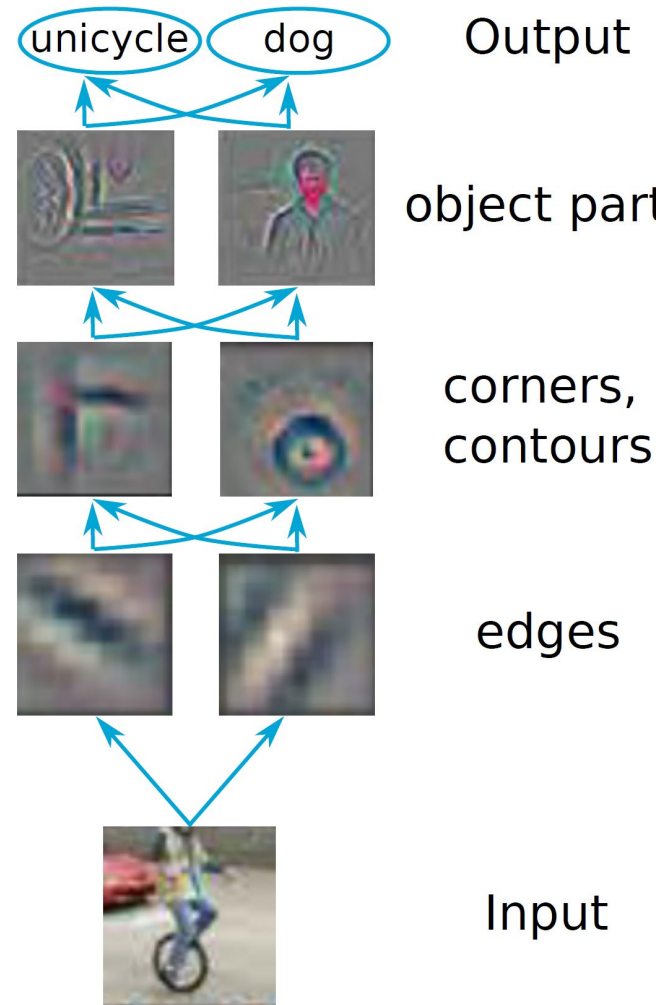 unicycle dog Output
object part
corners,
contours
edges
Input